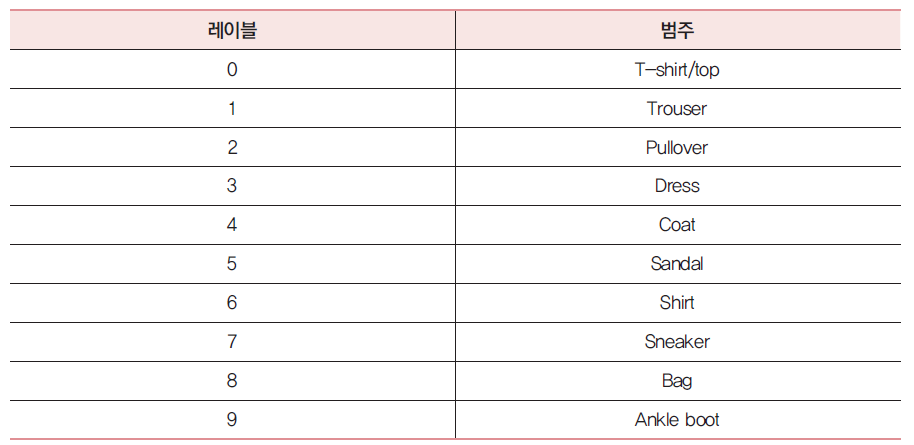 레이블 범주
0 T-shirt/top
1 Trouser
2 Pullover
3 Dress
4 Coat
5 Sandal
6 Shirt
7 Sneaker
8 Bag
9 Ankle boot